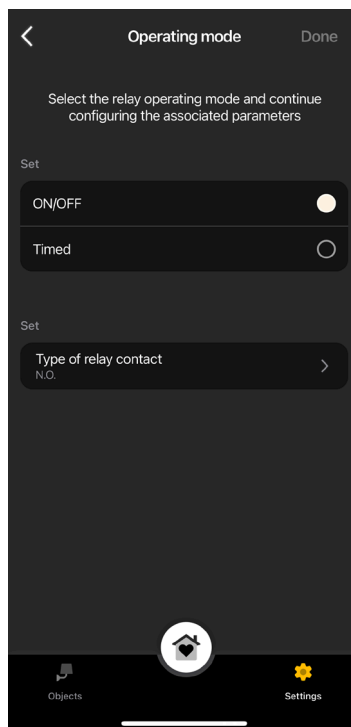 Operating mode
Done
Select the relay operating mode and continue
configuring the associated parameters
Set
ON/OFF
Timed
Set
Type of relay contact
N.O.
Objects
Settings